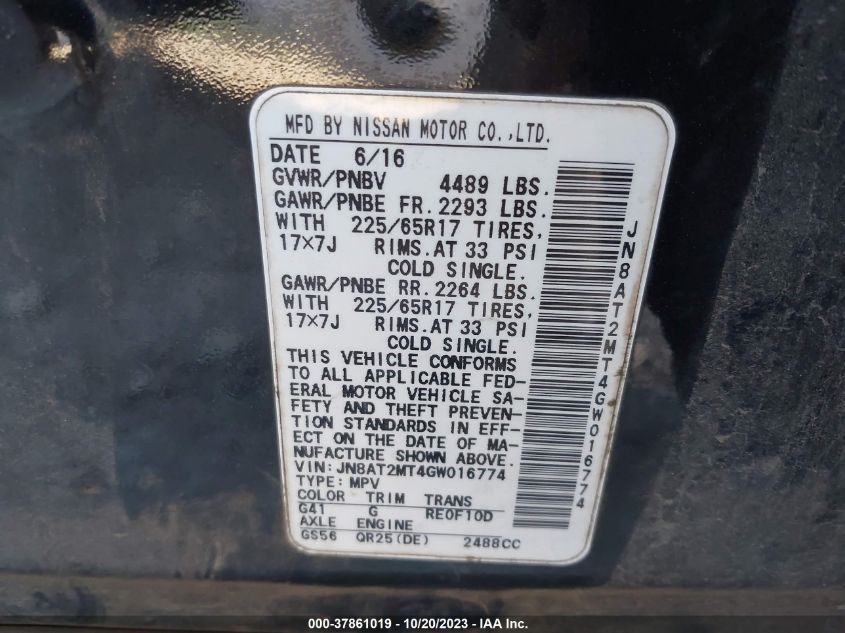 MFD BY NISSAN MOTOR CO.,LTD.
DATE 6/16
GVWR/PNBV 4489 LBS.
GAWR/PNBE FR. 2293 LBS.
WITH 225/65R17 TIRES,
17×7J RIMS. AT 33 PSI
COLD SINGLE.
GAWR/PNBE RR. 2264 LBS.
WITH 225/65R17 TIRES,
17×7J RIMS. AT 33 PSI
COLD SINGLE.
THIS VEHICLE CONFORMS
TO ALL APPLICABLE FED-
ERAL MOTOR VEHICLE SA-
FETY AND THEFT PREVEN-
TION STANDARDS IN EFF-
ECT ON THE DATE OF MA-
NUFACTURE SHOWN ABOVE.
VIN: JN8AT2MT4GW016774
TYPE: MPV
COLOR TRIM TRANS
G41 G RE0F10D
AXLE ENGINE
GS56 QR25(DE) 2488CC
JN8AT2MT4GW016774
000-37861019 - 10/20/2023 - IAA Inc.